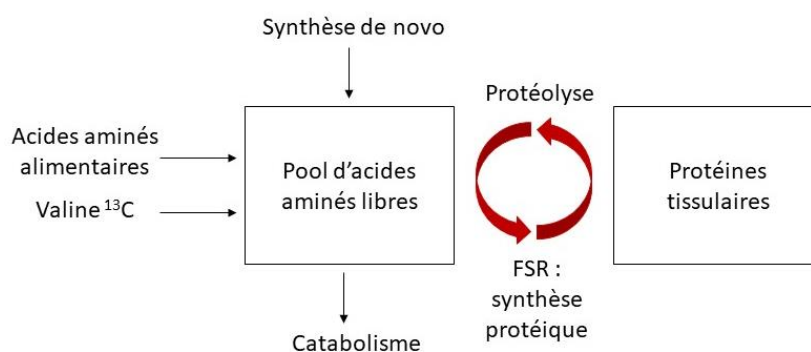 Synthèse de novo
Acides aminés
alimentaires
Valine ¹³C
Pool d'acides
aminés libres
Catabolisme
Protéolyse
FSR :
synthèse
protéique
Protéines
tissulaires